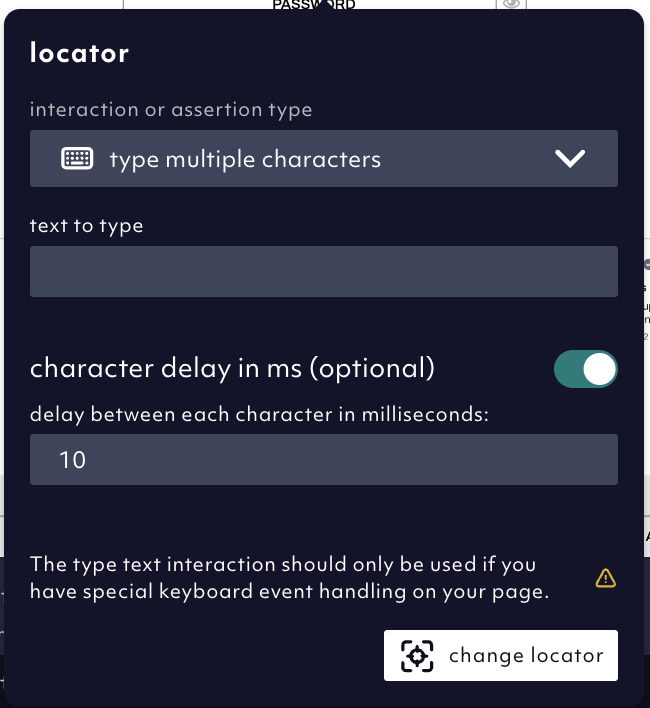 PASSWORD
locator
interaction or assertion type
type multiple characters
text to type
character delay in ms (optional)
delay between each character in milliseconds:
10
The type text interaction should only be used if you
have special keyboard event handling on your page.
change locator